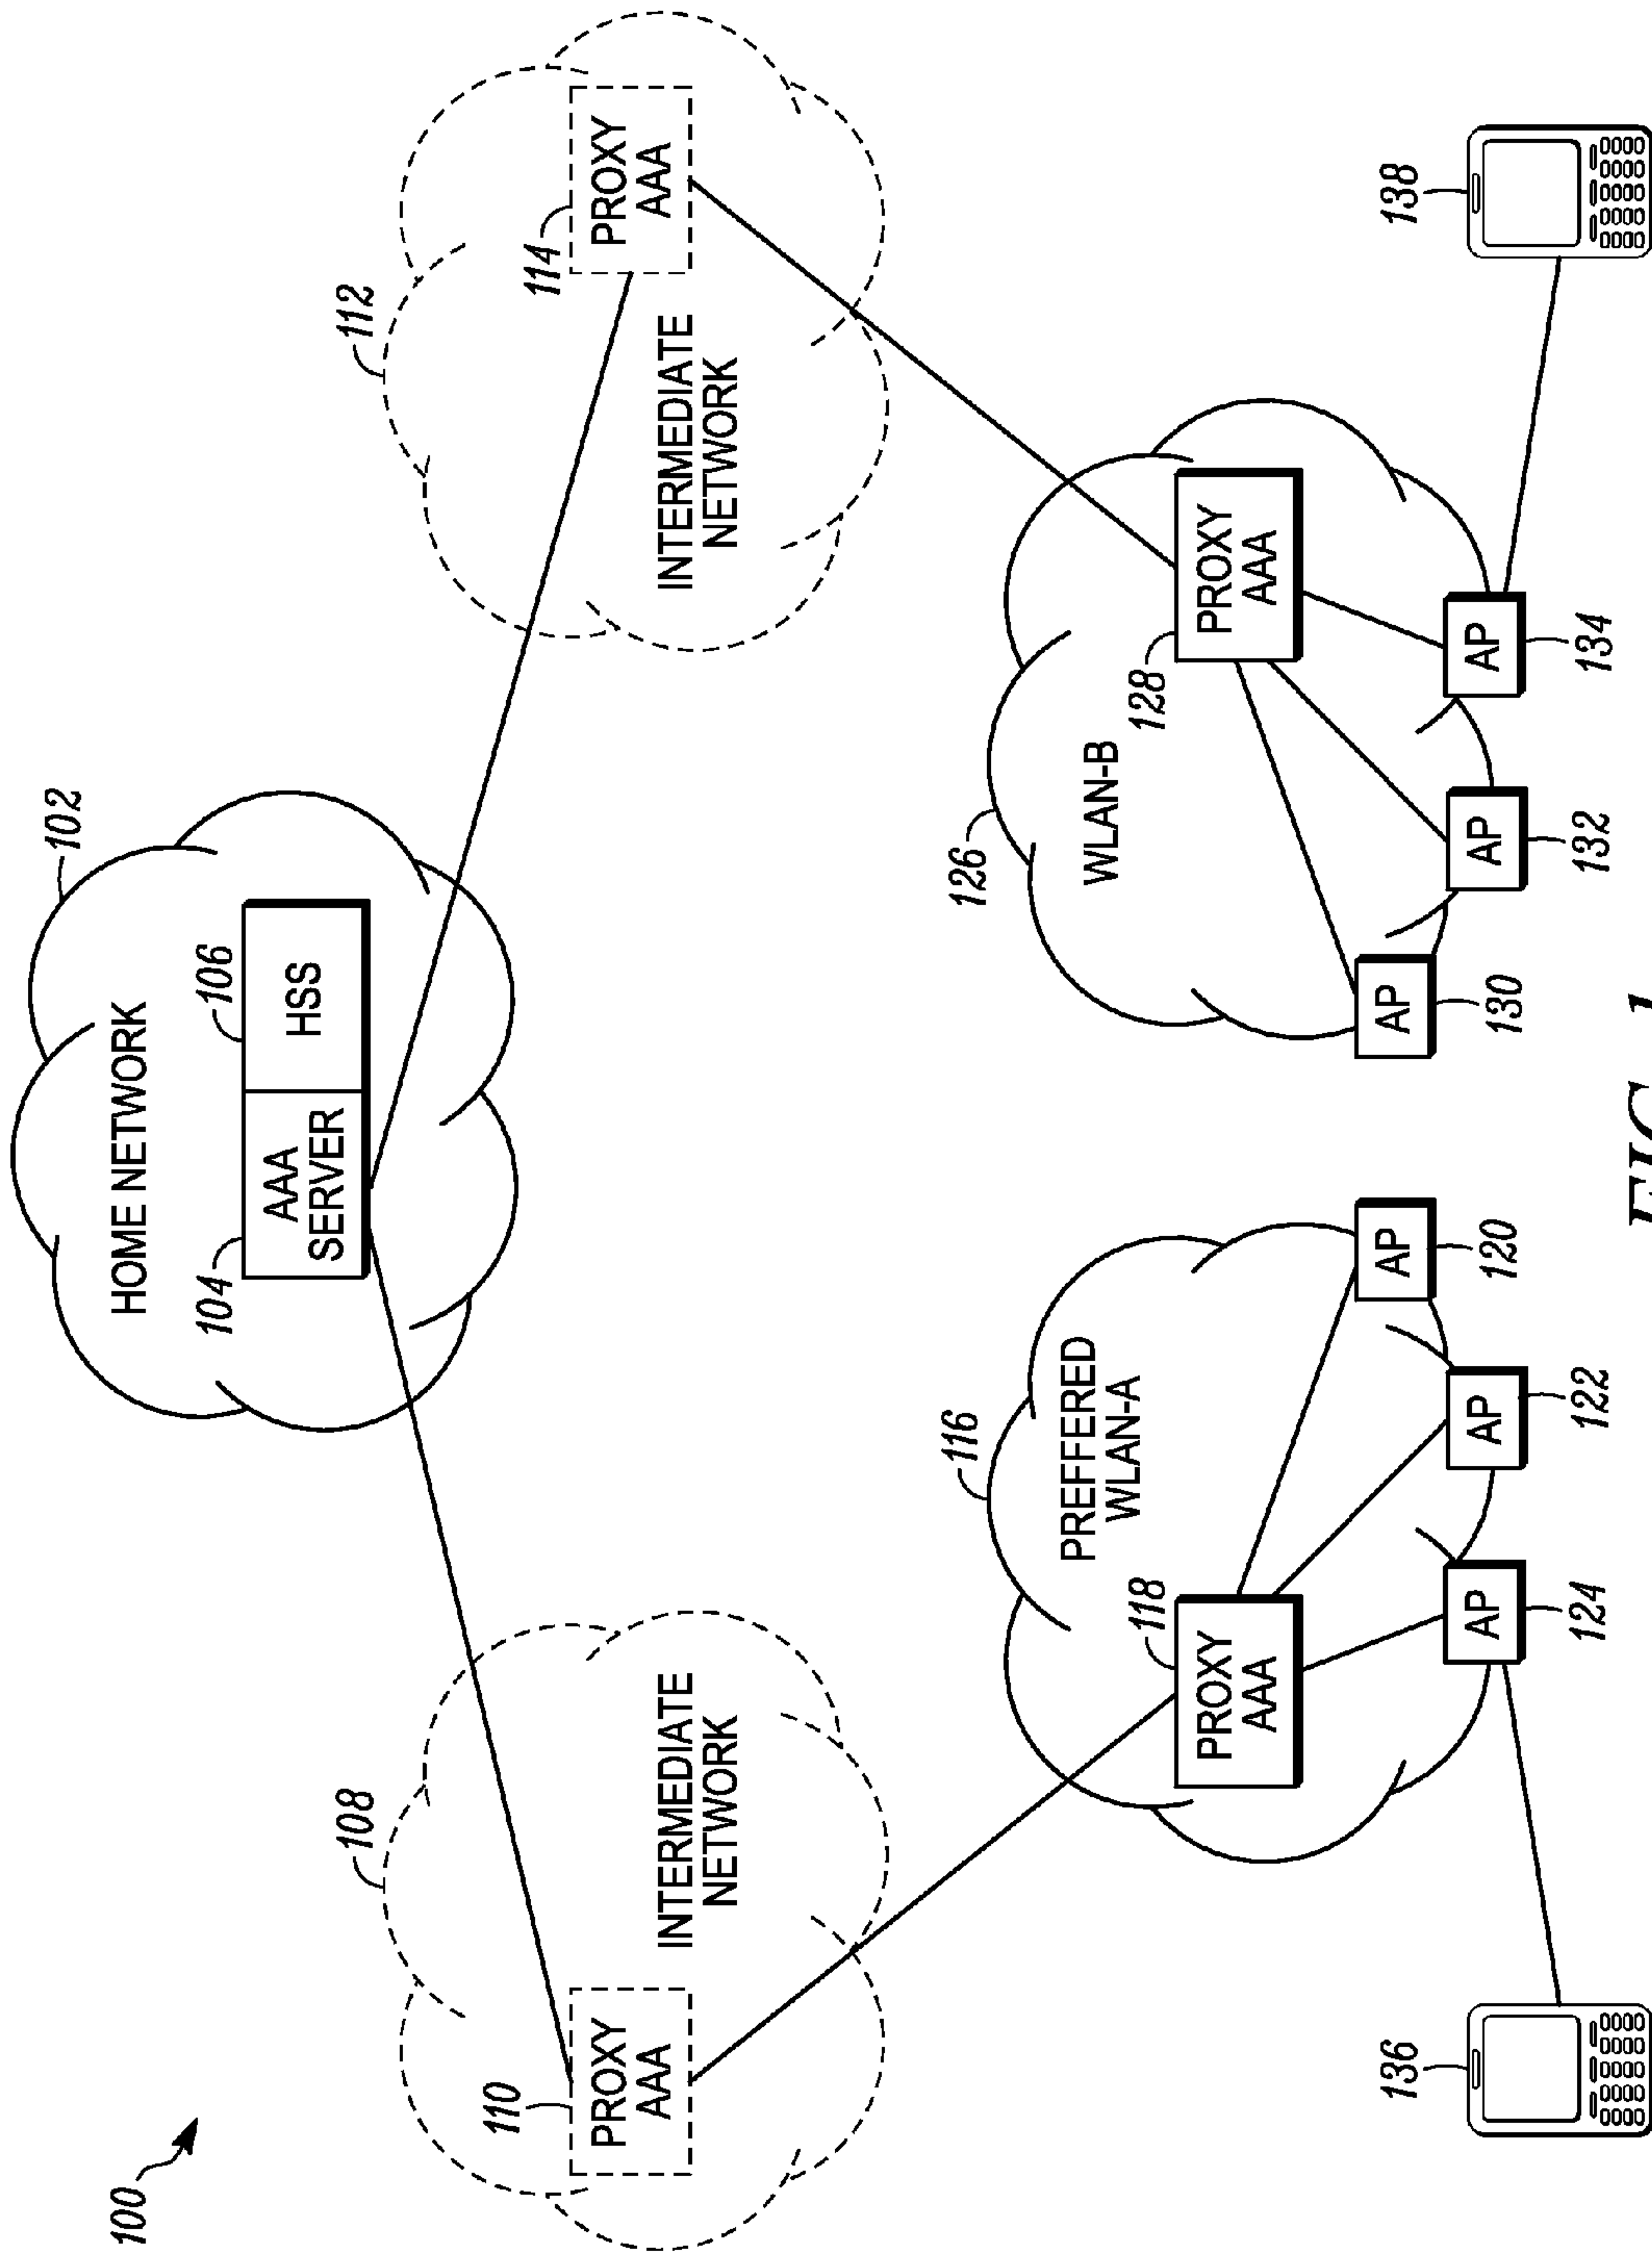 100
HOME NETWORK
102
104
AAA
SERVER
106
HSS
108
110
PROXY
AAA
INTERMEDIATE
NETWORK
112
114
PROXY
AAA
INTERMEDIATE
NETWORK
116
PREFFERED
WLAN-A
118
PROXY
AAA
126
WLAN-B
128
PROXY
AAA
AP
124
AP
122
AP
120
AP
130
AP
132
AP
134
136
138
FIG. 1